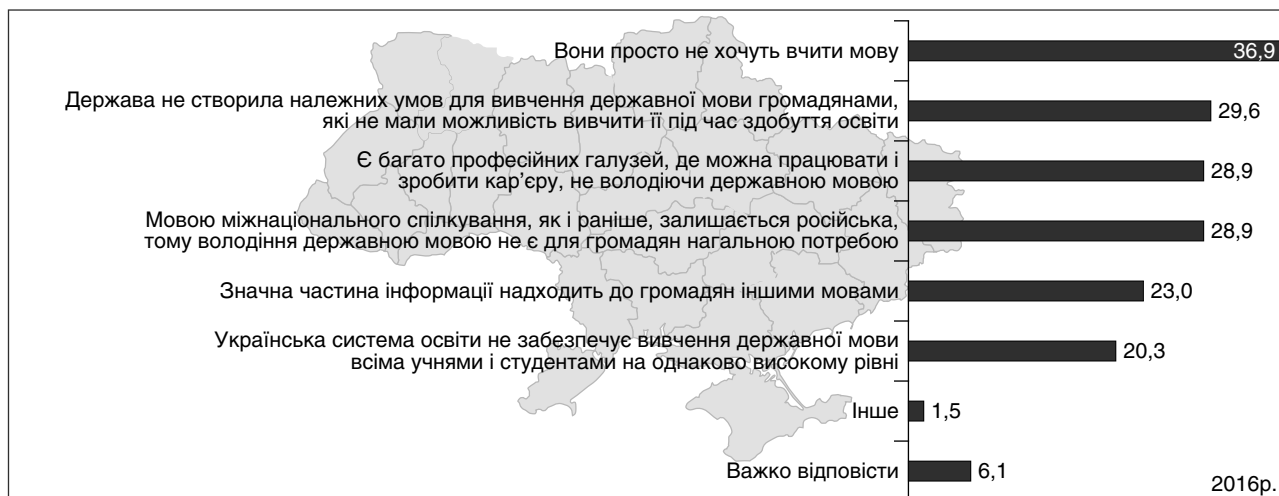 Вони просто не хочуть вчити мову
36,9
Держава не створила належних умов для вивчення державної мови громадянами,
які не мали можливість вивчити її під час здобуття освіти
29,6
Є багато професійних галузей, де можна працювати і
зробити кар’єру, не володіючи державною мовою
28,9
Мовою міжнаціонального спілкування, як і раніше, залишається російська,
тому володіння державною мовою не є для громадян нагальною потребою
28,9
Значна частина інформації надходить до громадян іншими мовами
23,0
Українська система освіти не забезпечує вивчення державної мови
всіма учнями і студентами на однаково високому рівні
20,3
Інше
1,5
Важко відповісти
6,1
2016р.